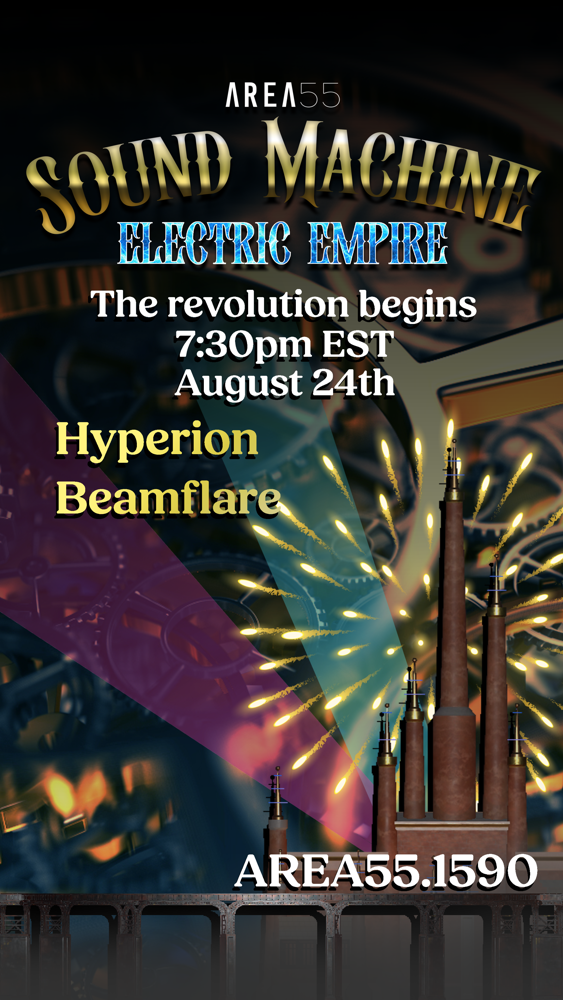 AREA55
SOUND MACHINE
ELECTRIC EMPIRE
The revolution begins
7:30pm EST
August 24th
Hyperion
Beamflare
AREA55.1590